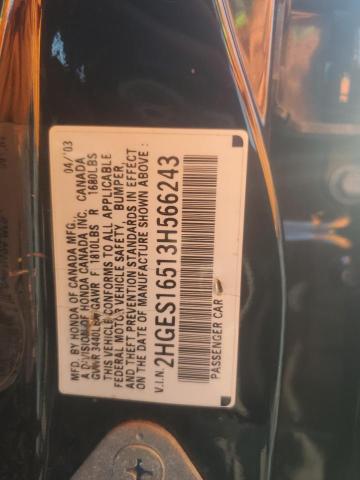 MFD. BY HONDA OF CANADA MFG. 04/'03
A DIVISION OF HONDA CANADA INC., CANADA
GVWR 3440LBS GAWR F 1810LBS R 1680LBS
THIS VEHICLE CONFORMS TO ALL APPLICABLE
FEDERAL MOTOR VEHICLE SAFETY, BUMPER,
AND THEFT PREVENTION STANDARDS IN EFFECT
ON THE DATE OF MANUFACTURE SHOWN ABOVE:
V.I.N. 2HGES16513H566243
PASSENGER CAR